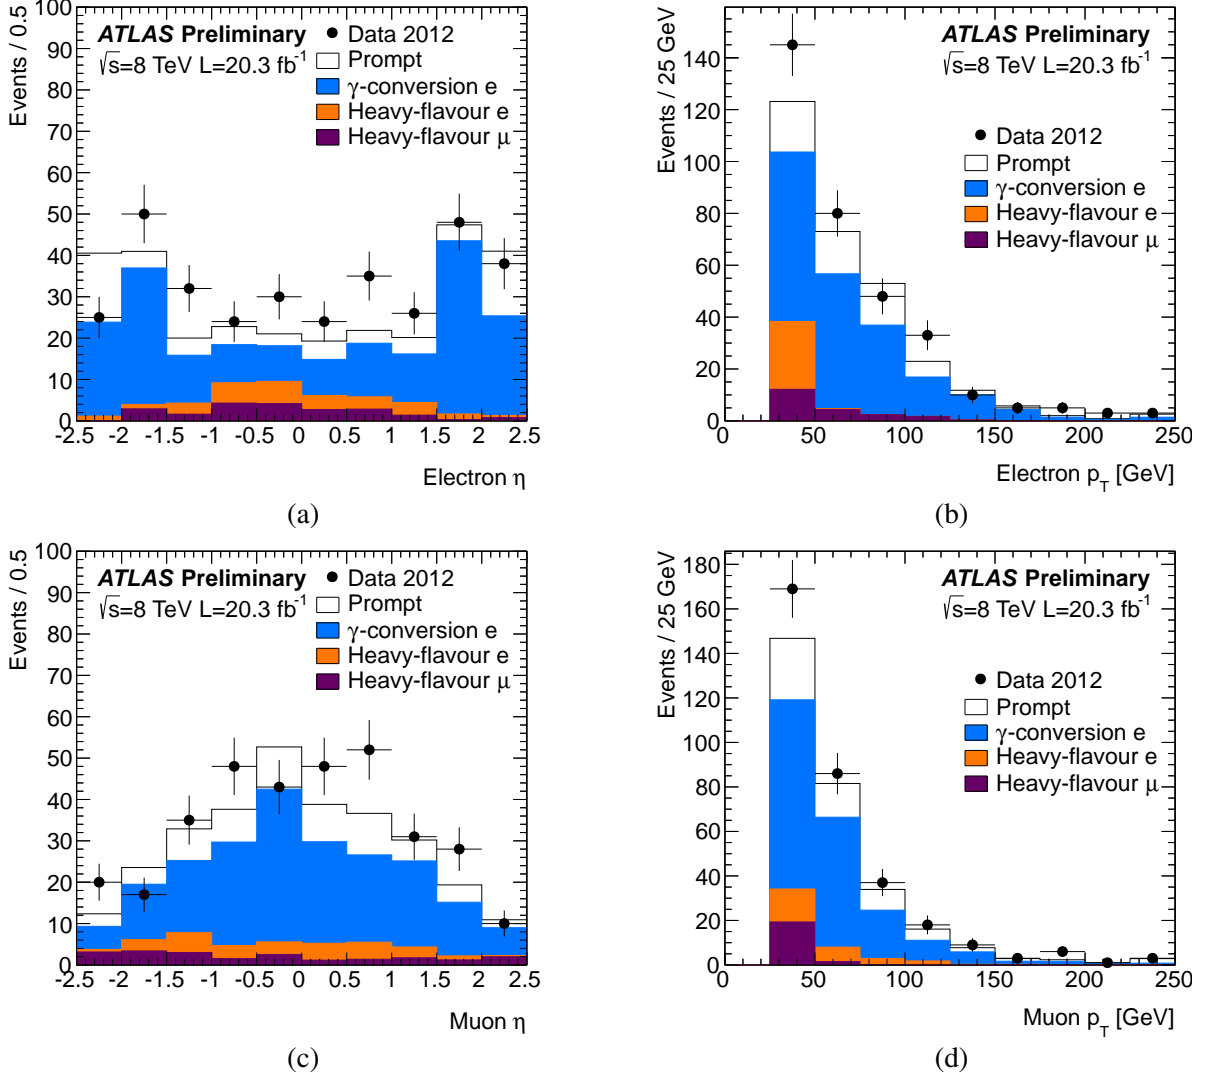 Events / 0.5
100
90
80
70
60
50
40
30
20
10
0
ATLAS Preliminary
√s=8 TeV L=20.3 fb-1
Data 2012
Prompt
γ-conversion e
Heavy-flavour e
Heavy-flavour μ
-2.5 -2 -1.5 -1 -0.5 0 0.5 1 1.5 2 2.5
Electron η
(a)
Events / 25 GeV
140
120
100
80
60
40
20
0
ATLAS Preliminary
√s=8 TeV L=20.3 fb-1
Data 2012
Prompt
γ-conversion e
Heavy-flavour e
Heavy-flavour μ
0 50 100 150 200 250
Electron pT [GeV]
(b)
Events / 0.5
100
90
80
70
60
50
40
30
20
10
0
ATLAS Preliminary
√s=8 TeV L=20.3 fb-1
Data 2012
Prompt
γ-conversion e
Heavy-flavour e
Heavy-flavour μ
-2.5 -2 -1.5 -1 -0.5 0 0.5 1 1.5 2 2.5
Muon η
(c)
Events / 25 GeV
180
160
140
120
100
80
60
40
20
0
ATLAS Preliminary
√s=8 TeV L=20.3 fb-1
Data 2012
Prompt
γ-conversion e
Heavy-flavour e
Heavy-flavour μ
0 50 100 150 200 250
Muon pT [GeV]
(d)